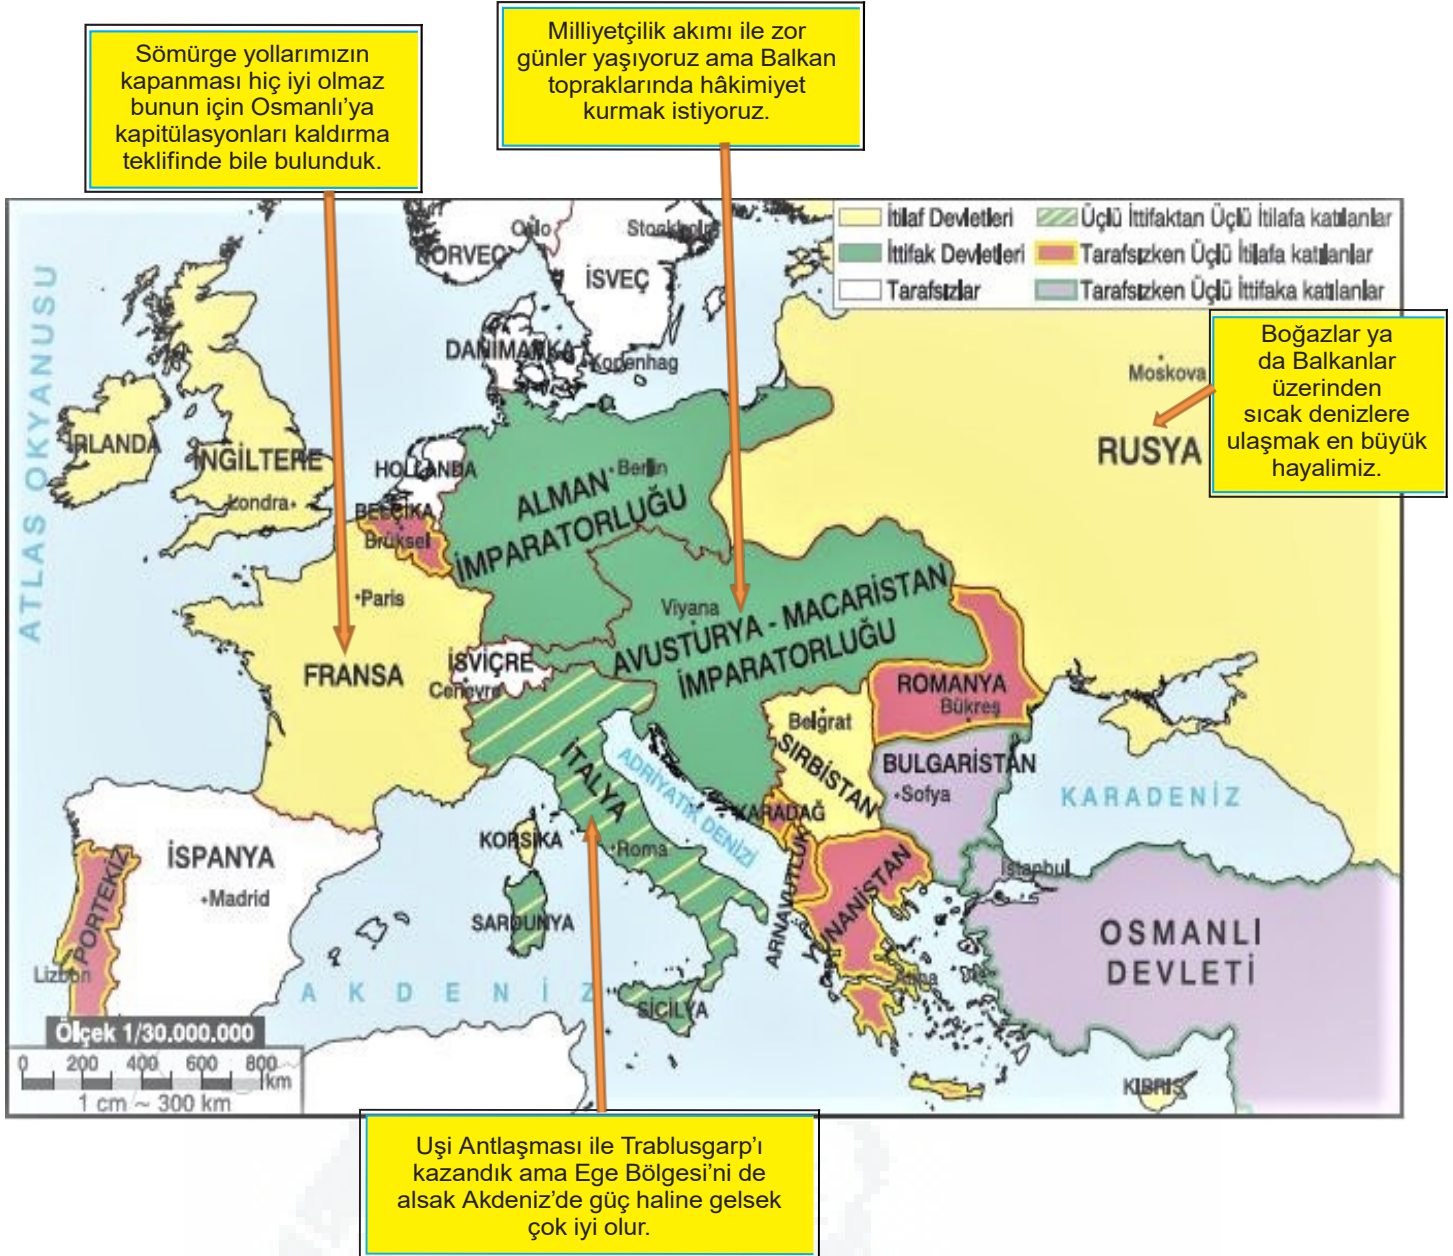 Sömürge yollarımızın
kapanması hiç iyi olmaz
bunun için Osmanlı’ya
kapitülasyonları kaldırma
teklifinde bile bulunduk.
Milliyetçilik akımı ile zor
günler yaşıyoruz ama Balkan
topraklarında hâkimiyet
kurmak istiyoruz.
İtilaf Devletleri
Üçlü İttifaktan Üçlü İtilafa katılanlar
İttifak Devletleri
Tarafsızken Üçlü İtilafa katılanlar
Tarafsızlar
Tarafsızken Üçlü İttifaka katılanlar
Boğazlar ya
da Balkanlar
üzerinden
sıcak denizlere
ulaşmak en büyük
hayalimiz.
ATLAS OKYANUSU
Oslo
Stockholm
NORVEÇ
İSVEÇ
DANİMARKA
Kopenhag
Moskova
RUSYA
İRLANDA
İNGİLTERE
Londra
HOLLANDA
BELÇİKA
Brüksel
Berlin
ALMAN
İMPARATORLUĞU
Paris
FRANSA
İSVİÇRE
Cenevre
Viyana
AVUSTURYA - MACARİSTAN
İMPARATORLUĞU
ROMANYA
Bükreş
Belgrat
SIRBİSTAN
BULGARİSTAN
Sofya
KARADENİZ
İTALYA
ADRİYATİK DENİZİ
KARADAĞ
KORSİKA
Roma
İSPANYA
Madrid
PORTEKİZ
Lizbon
SARDUNYA
ARNAVUTLUK
YUNANİSTAN
Atina
İstanbul
OSMANLI
DEVLETİ
AKDENİZ
SİCİLYA
KIBRIS
Ölçek 1/30.000.000
0 200 400 600 800 km
1 cm ~ 300 km
Uşi Antlaşması ile Trablusgarp’ı
kazandık ama Ege Bölgesi’ni de
alsak Akdeniz’de güç haline gelsek
çok iyi olur.